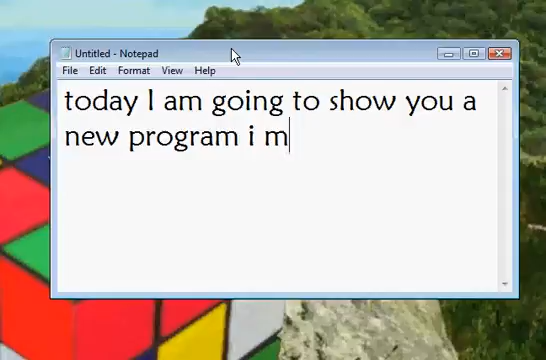 Untitled - Notepad
File Edit Format View Help
today I am going to show you a
new program i m